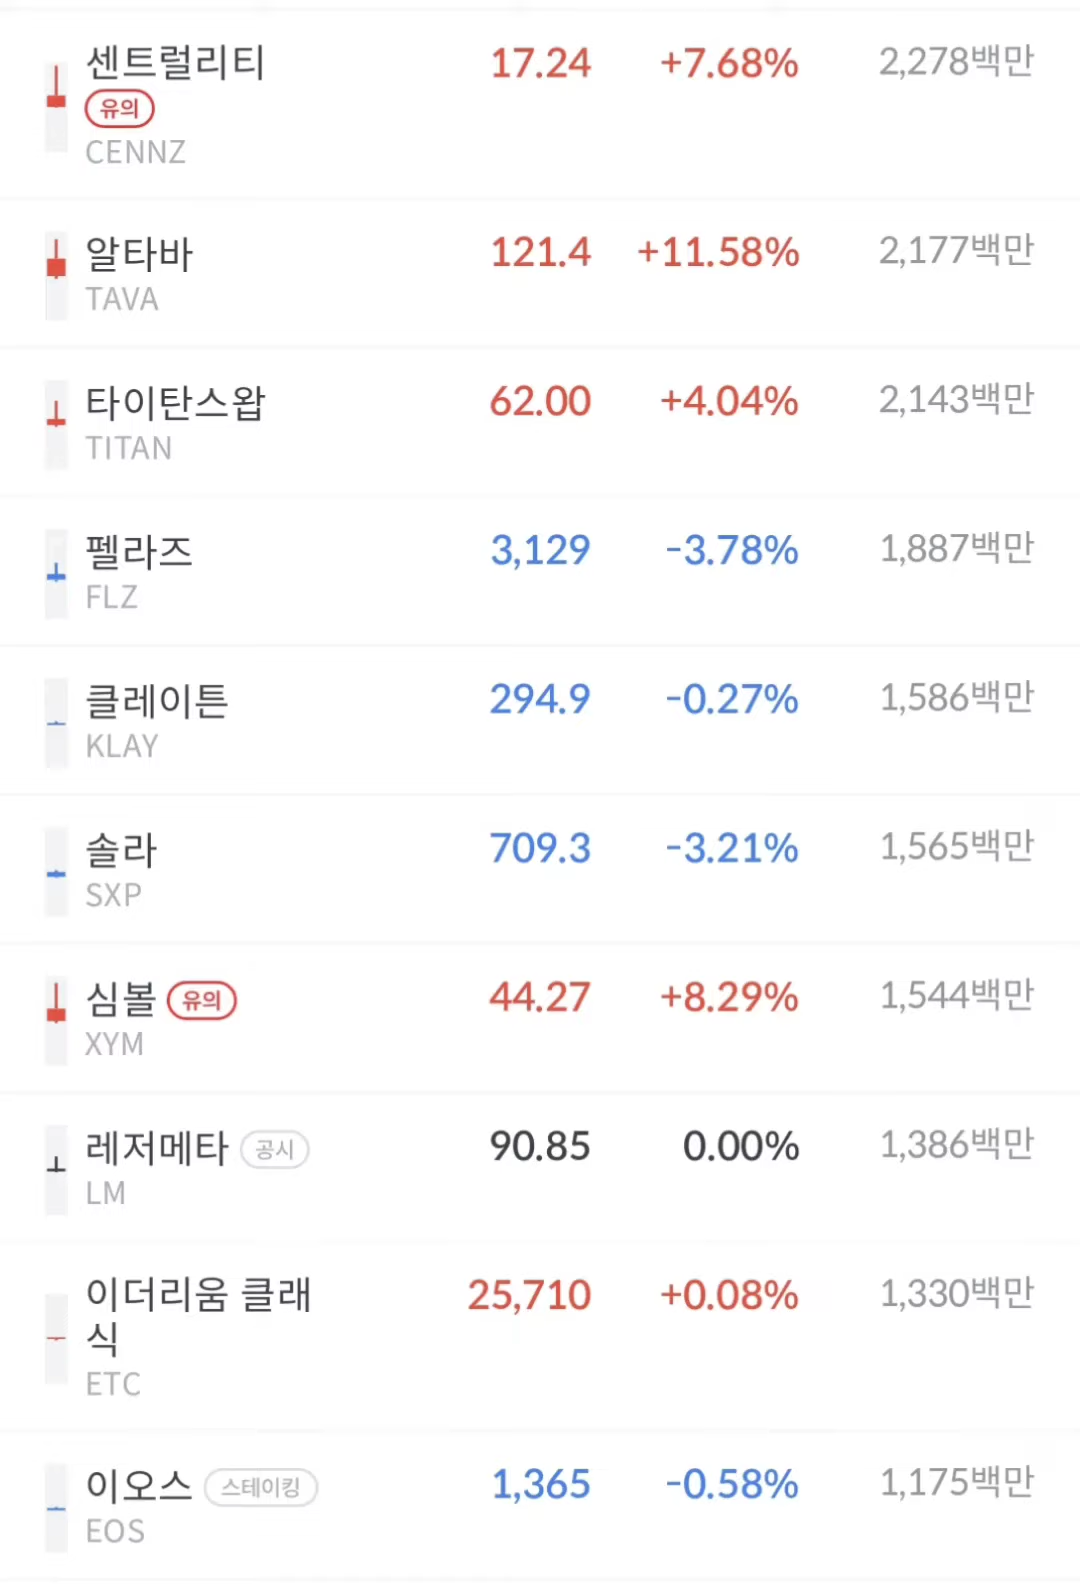 센트럴리티 17.24 +7.68% 2,278백만
유의
CENNZ
알타바 121.4 +11.58% 2,177백만
TAVA
타이탄스왑 62.00 +4.04% 2,143백만
TITAN
펠라즈 3,129 -3.78% 1,887백만
FLZ
클레이튼 294.9 -0.27% 1,586백만
KLAY
솔라 709.3 -3.21% 1,565백만
SXP
심볼 유의 44.27 +8.29% 1,544백만
XYM
레저메타 공시 90.85 0.00% 1,386백만
LM
이더리움 클래 25,710 +0.08% 1,330백만
식
ETC
이오스 스테이킹 1,365 -0.58% 1,175백만
EOS